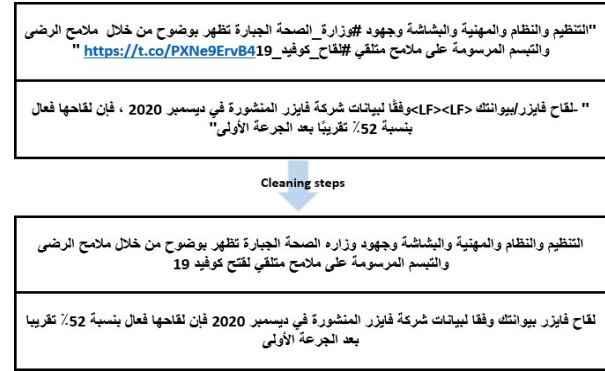 "التنظيم والنظام والمهنية والبشاشة وجهود #وزارة_الصحة الجبارة تظهر بوضوح من خلال ملامح الرضى
والتبسم المرسومة على ملامح متلقي #لقاح_كوفيد_19 https://t.co/PXNe9ErvB4 "
" -لقاح فايزر/بيوانتك <LF><LF>وفقًا لبيانات شركة فايزر المنشورة في ديسمبر 2020 ، فإن لقاحها فعال
بنسبة 52٪ تقريبًا بعد الجرعة الأولى"
Cleaning steps
التنظيم والنظام والمهنية والبشاشة وجهود وزاره الصحة الجبارة تظهر بوضوح من خلال ملامح الرضى
والتبسم المرسومة على ملامح متلقي لقتح كوفيد 19
لقاح فايزر بيوانتك وفقا لبيانات شركة فايزر المنشورة في ديسمبر 2020 فإن لقاحها فعال بنسبة 52٪ تقريبا
بعد الجرعة الأولى